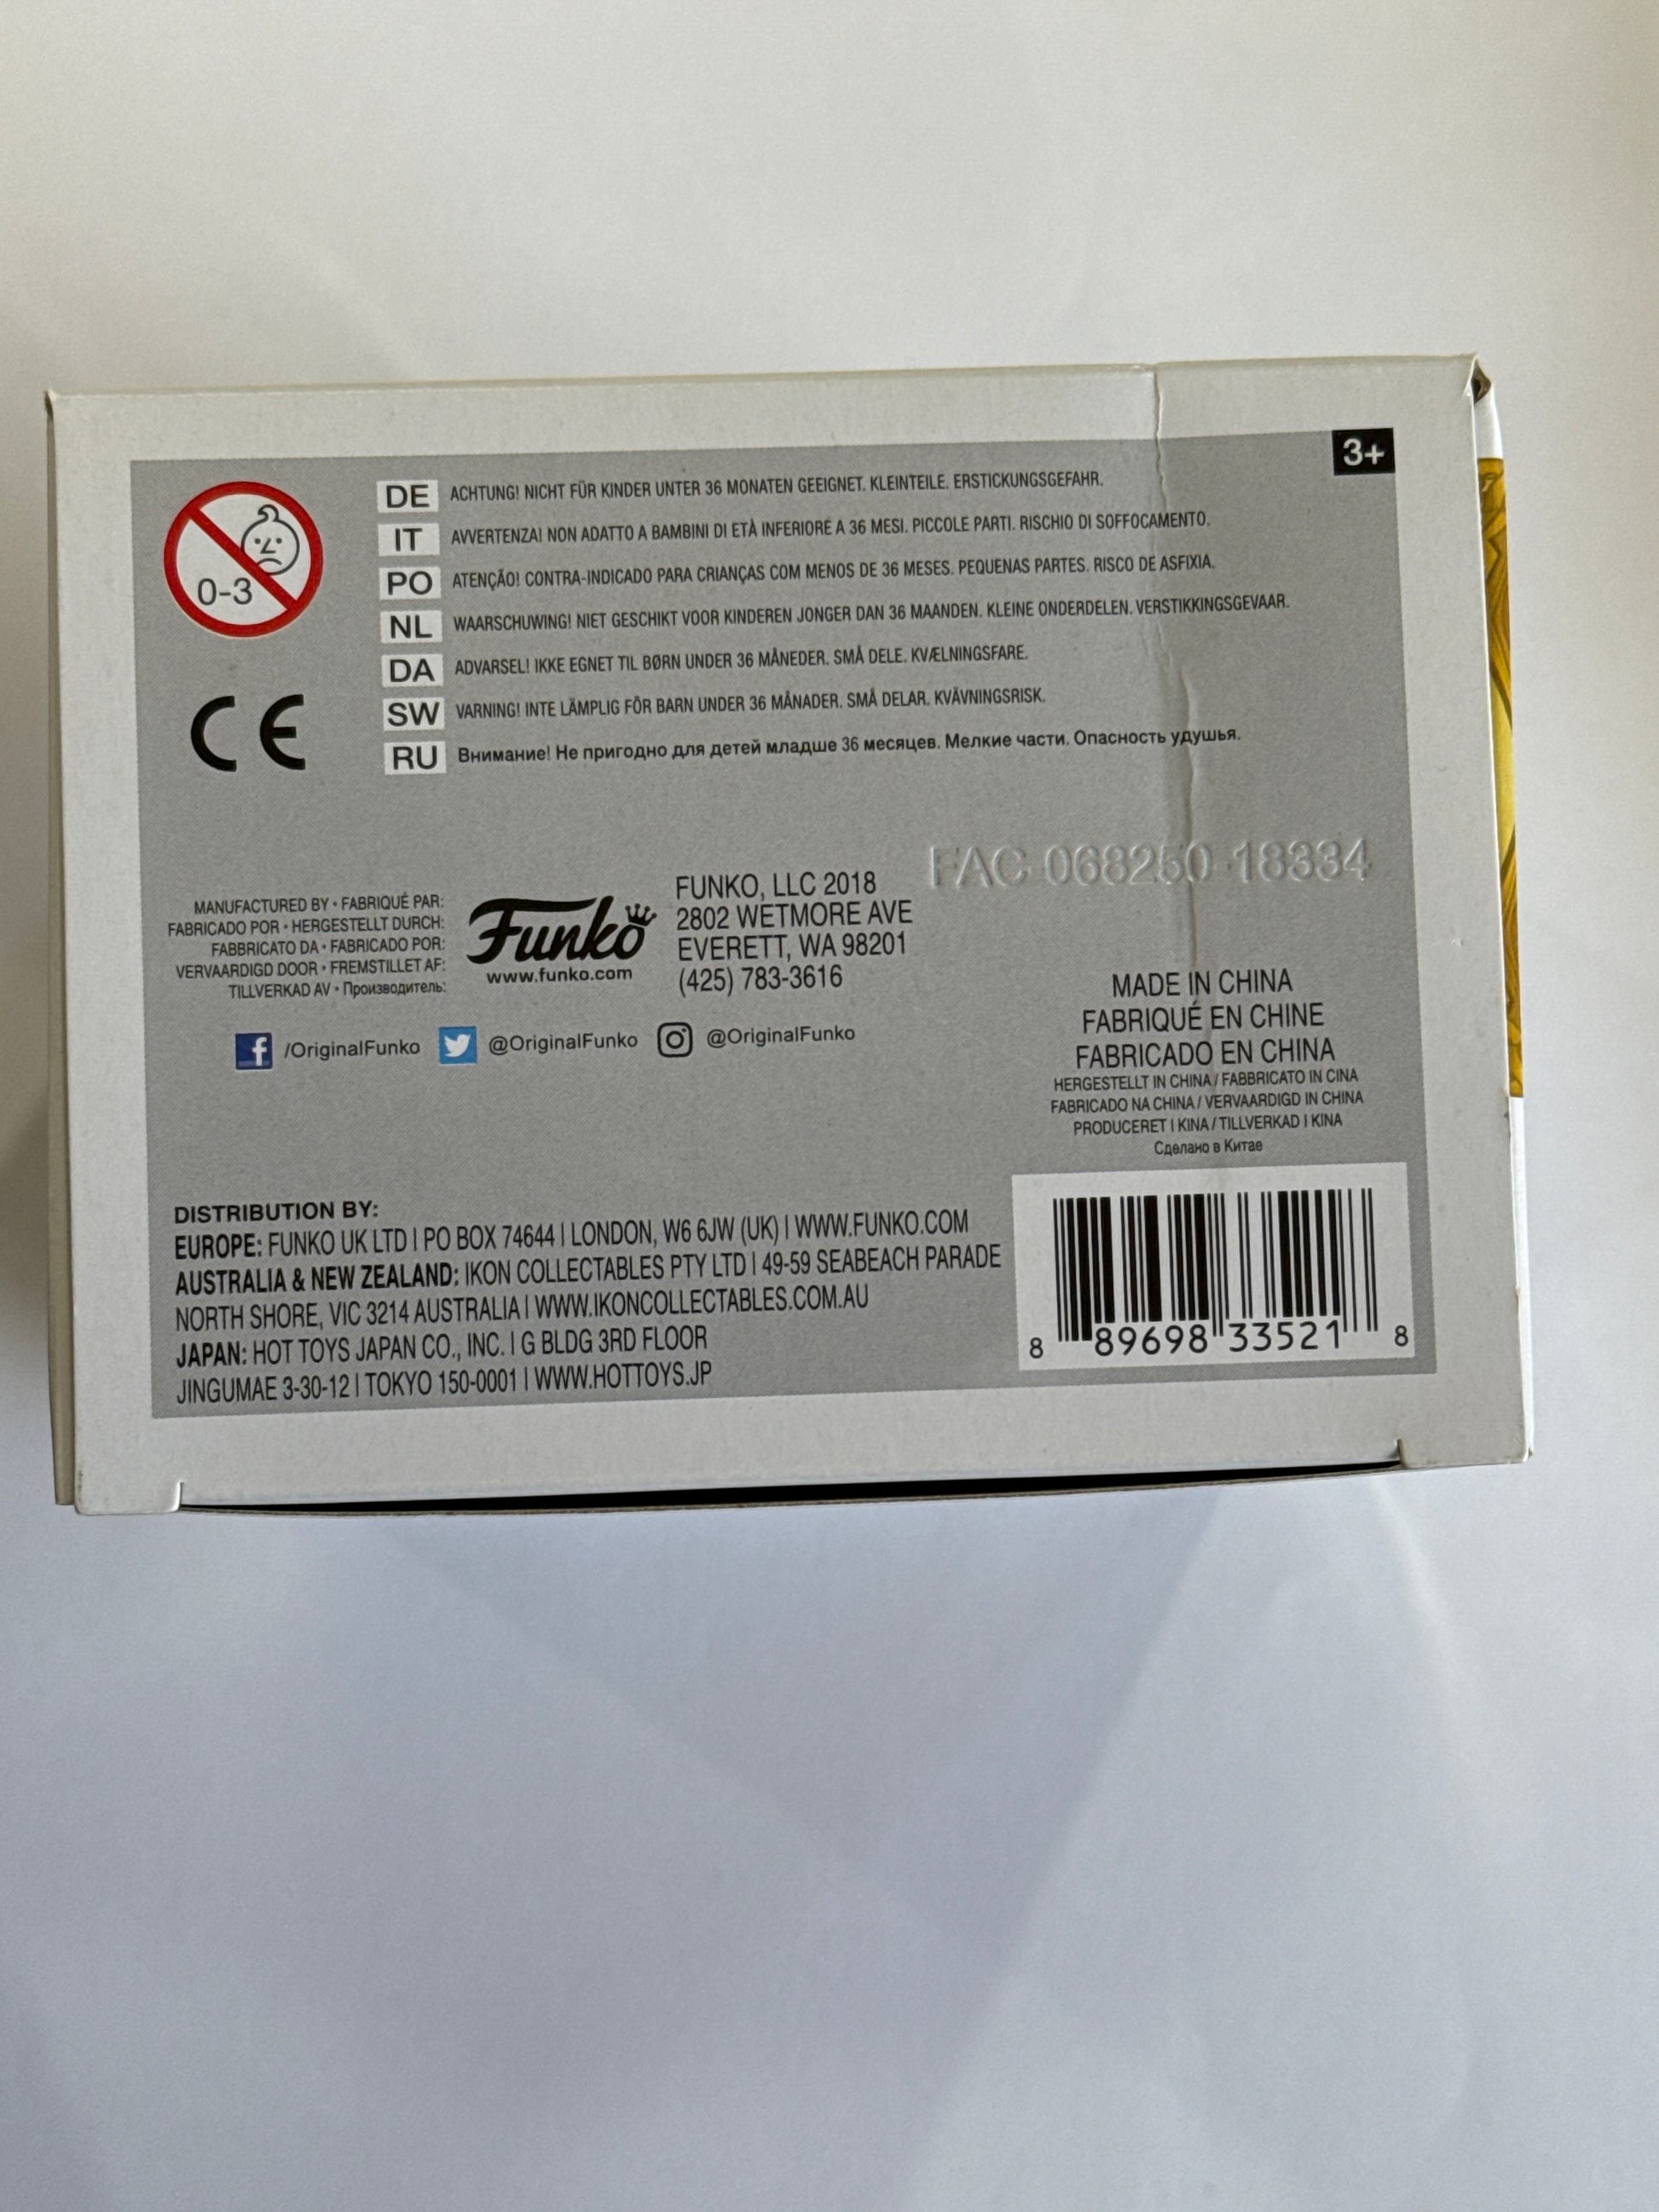 3+
0-3
DE ACHTUNG! NICHT FÜR KINDER UNTER 36 MONATEN GEEIGNET. KLEINTEILE. ERSTICKUNGSGEFAHR.
IT AVVERTENZA! NON ADATTO A BAMBINI DI ETÀ INFERIORE A 36 MESI. PICCOLE PARTI. RISCHIO DI SOFFOCAMENTO.
PO ATENÇÃO! CONTRA-INDICADO PARA CRIANÇAS COM MENOS DE 36 MESES. PEQUENAS PARTES. RISCO DE ASFIXIA.
NL WAARSCHUWING! NIET GESCHIKT VOOR KINDEREN JONGER DAN 36 MAANDEN. KLEINE ONDERDELEN. VERSTIKKINGSGEVAAR.
DA ADVARSEL! IKKE EGNET TIL BØRN UNDER 36 MÅNEDER. SMÅ DELE. KVÆLNINGSFARE.
SW VARNING! INTE LÄMPLIG FÖR BARN UNDER 36 MÅNADER. SMÅ DELAR. KVÄVNINGSRISK.
RU Внимание! Не пригодно для детей младше 36 месяцев. Мелкие части. Опасность удушья.
CE
FAC 068250 18334
MANUFACTURED BY • FABRIQUÉ PAR:
FABRICADO POR • HERGESTELLT DURCH:
FABBRICATO DA • FABRICADO POR:
VERVAARDIGD DOOR • FREMSTILLET AF:
TILLVERKAD AV • Производитель:
Funko
www.funko.com
FUNKO, LLC 2018
2802 WETMORE AVE
EVERETT, WA 98201
(425) 783-3616
/OriginalFunko @OriginalFunko @OriginalFunko
MADE IN CHINA
FABRIQUÉ EN CHINE
FABRICADO EN CHINA
HERGESTELLT IN CHINA / FABBRICATO IN CINA
FABRICADO NA CHINA / VERVAARDIGD IN CHINA
PRODUCERET I KINA / TILLVERKAD I KINA
Сделано в Китае
DISTRIBUTION BY:
EUROPE: FUNKO UK LTD | PO BOX 74644 | LONDON, W6 6JW (UK) | WWW.FUNKO.COM
AUSTRALIA & NEW ZEALAND: IKON COLLECTABLES PTY LTD | 49-59 SEABEACH PARADE
NORTH SHORE, VIC 3214 AUSTRALIA | WWW.IKONCOLLECTABLES.COM.AU
JAPAN: HOT TOYS JAPAN CO., INC. | G BLDG 3RD FLOOR
JINGUMAE 3-30-12 | TOKYO 150-0001 | WWW.HOTTOYS.JP
8 89698 33521 8